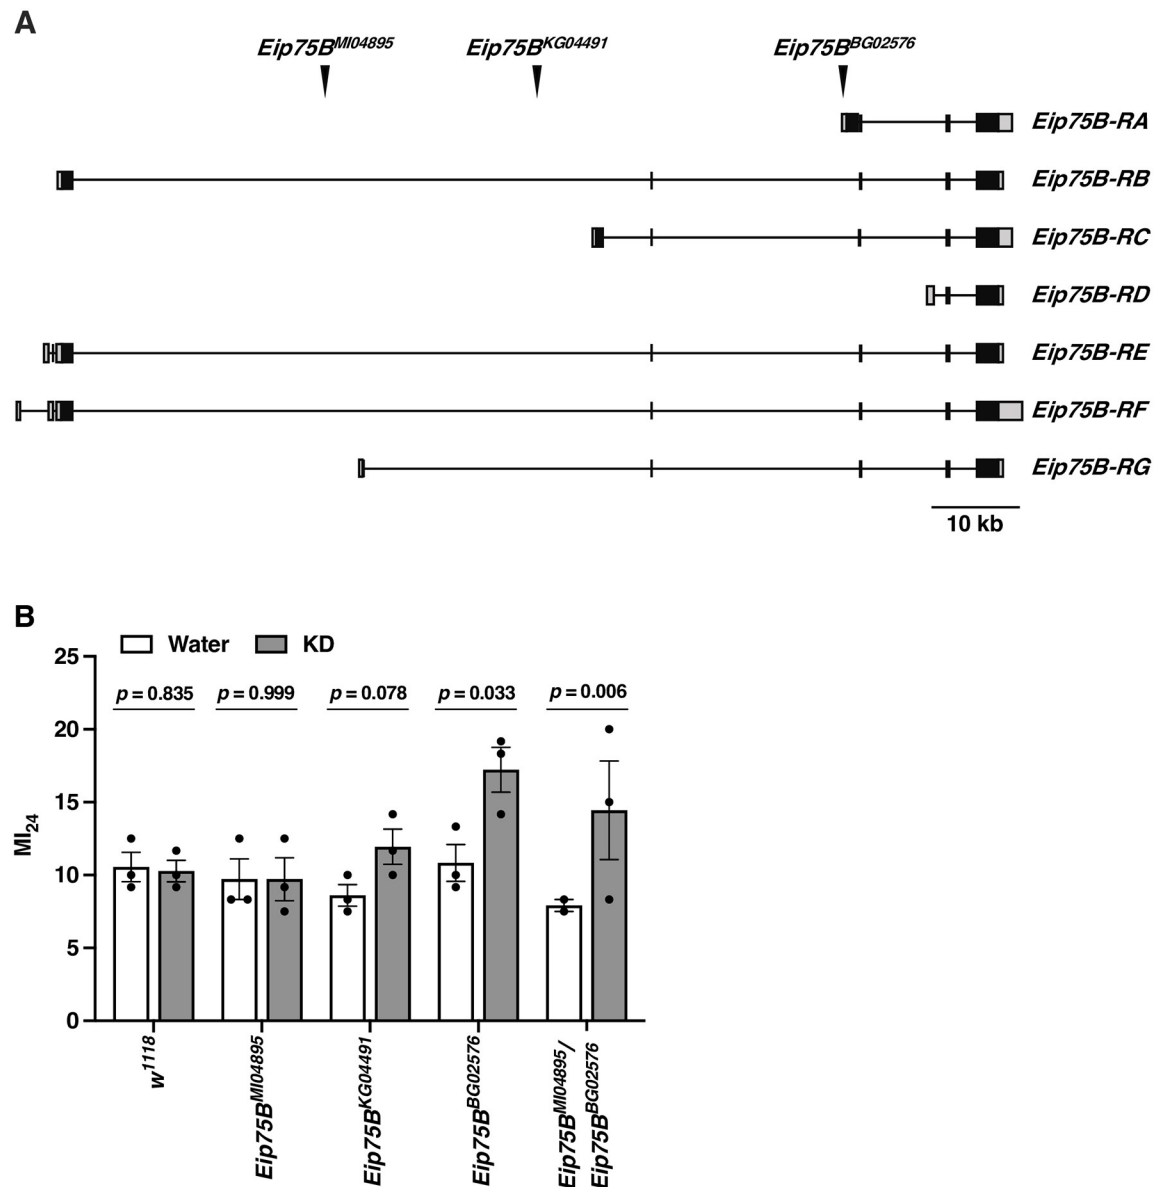 A
Eip75B^MI04895 Eip75B^KG04491 Eip75B^BG02576
Eip75B-RA
Eip75B-RB
Eip75B-RC
Eip75B-RD
Eip75B-RE
Eip75B-RF
Eip75B-RG
10 kb
B
Water KD
25
p = 0.835 p = 0.999 p = 0.078 p = 0.033 p = 0.006
20
15
MI24
10
5
0
w^1118
Eip75B^MI04895
Eip75B^KG04491
Eip75B^BG02576
Eip75B^MI04895/
Eip75B^BG02576